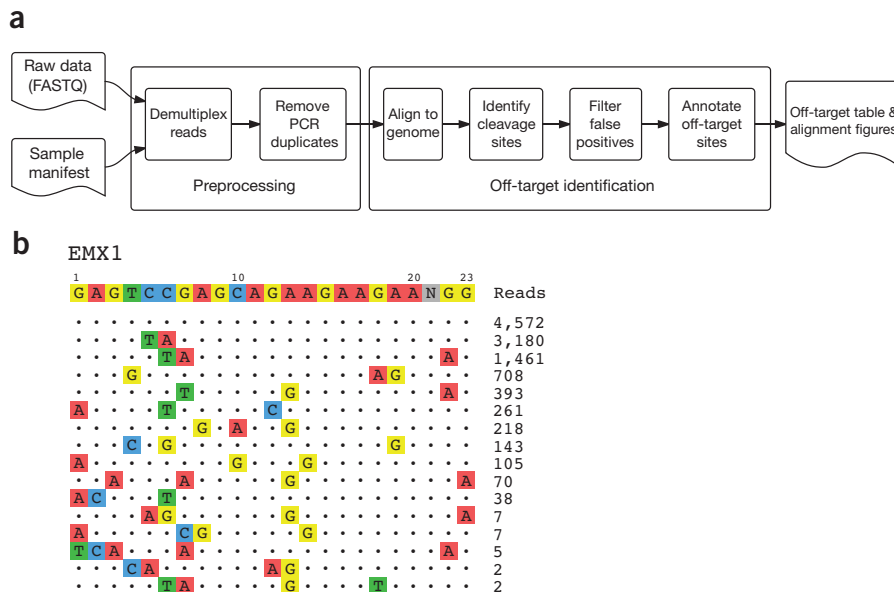 a
Raw data
(FASTQ)
Sample
manifest
Demultiplex
reads
Remove
PCR
duplicates
Preprocessing
Align to
genome
Identify
cleavage
sites
Filter
false
positives
Annotate
off-target
sites
Off-target identification
Off-target table &
alignment figures
b
EMX1
1 10 20 23
G A G T C C G A G C A G A A G A A G A A N G G Reads
· · · · · · · · · · · · · · · · · · · · · · · 4,572
· · · · T A · · · · · · · · · · · · · · · · · 3,180
· · · · · T A · · · · · · · · · · · · · · A · 1,461
· · · G · · · · · · · · · · · · · A G · · · · 708
· · · · · · T · · · · · G · · · · · · · · A · 393
A · · · · T · · · · · C · · · · · · · · · · · 261
· · · · · · · G · A · · G · · · · · · · · · · 218
· · · C · G · · · · · · · · · · · · G · · · · 143
A · · · · · · · · G · · · G · · · · · · · · · 105
· · A · · · A · · · · · G · · · · · · · · · A 70
A C · · · T · · · · · · · · · · · · · · · · · 38
· · · · A G · · · · · · G · · · · · · · · · A 7
A · · · · · C G · · · · · G · · · · · · · · · 7
T C A · · · A · · · · · · · · · · · · · · A · 5
· · · C A · · · · · · A G · · · · · · · · · · 2
· · · · · T A · · · · · G · · · · T · · · · · 2